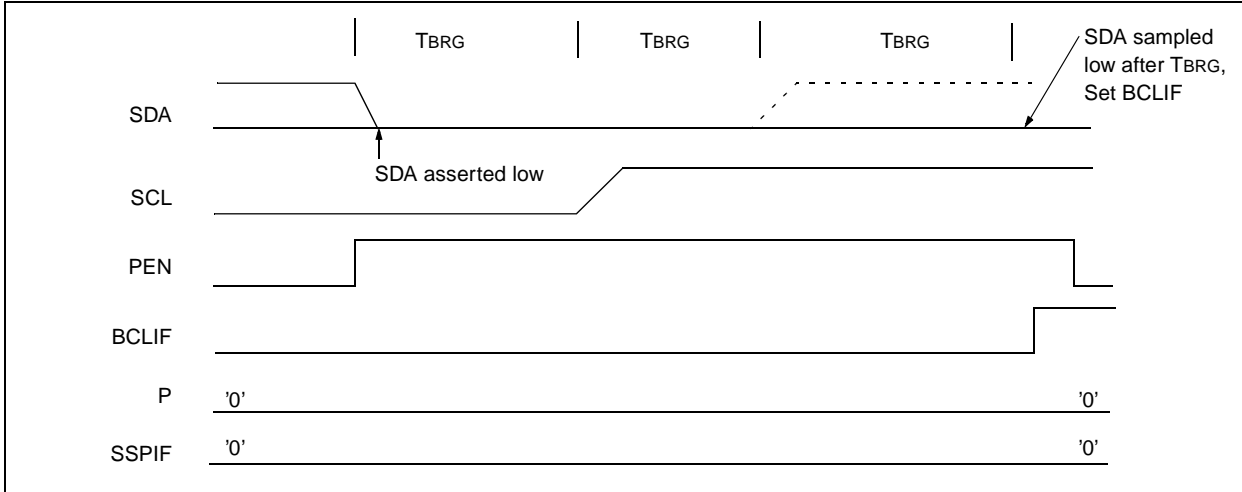 TBRG TBRG TBRG
SDA sampled
low after TBRG,
Set BCLIF
SDA
SDA asserted low
SCL
PEN
BCLIF
P '0' '0'
SSPIF '0' '0'